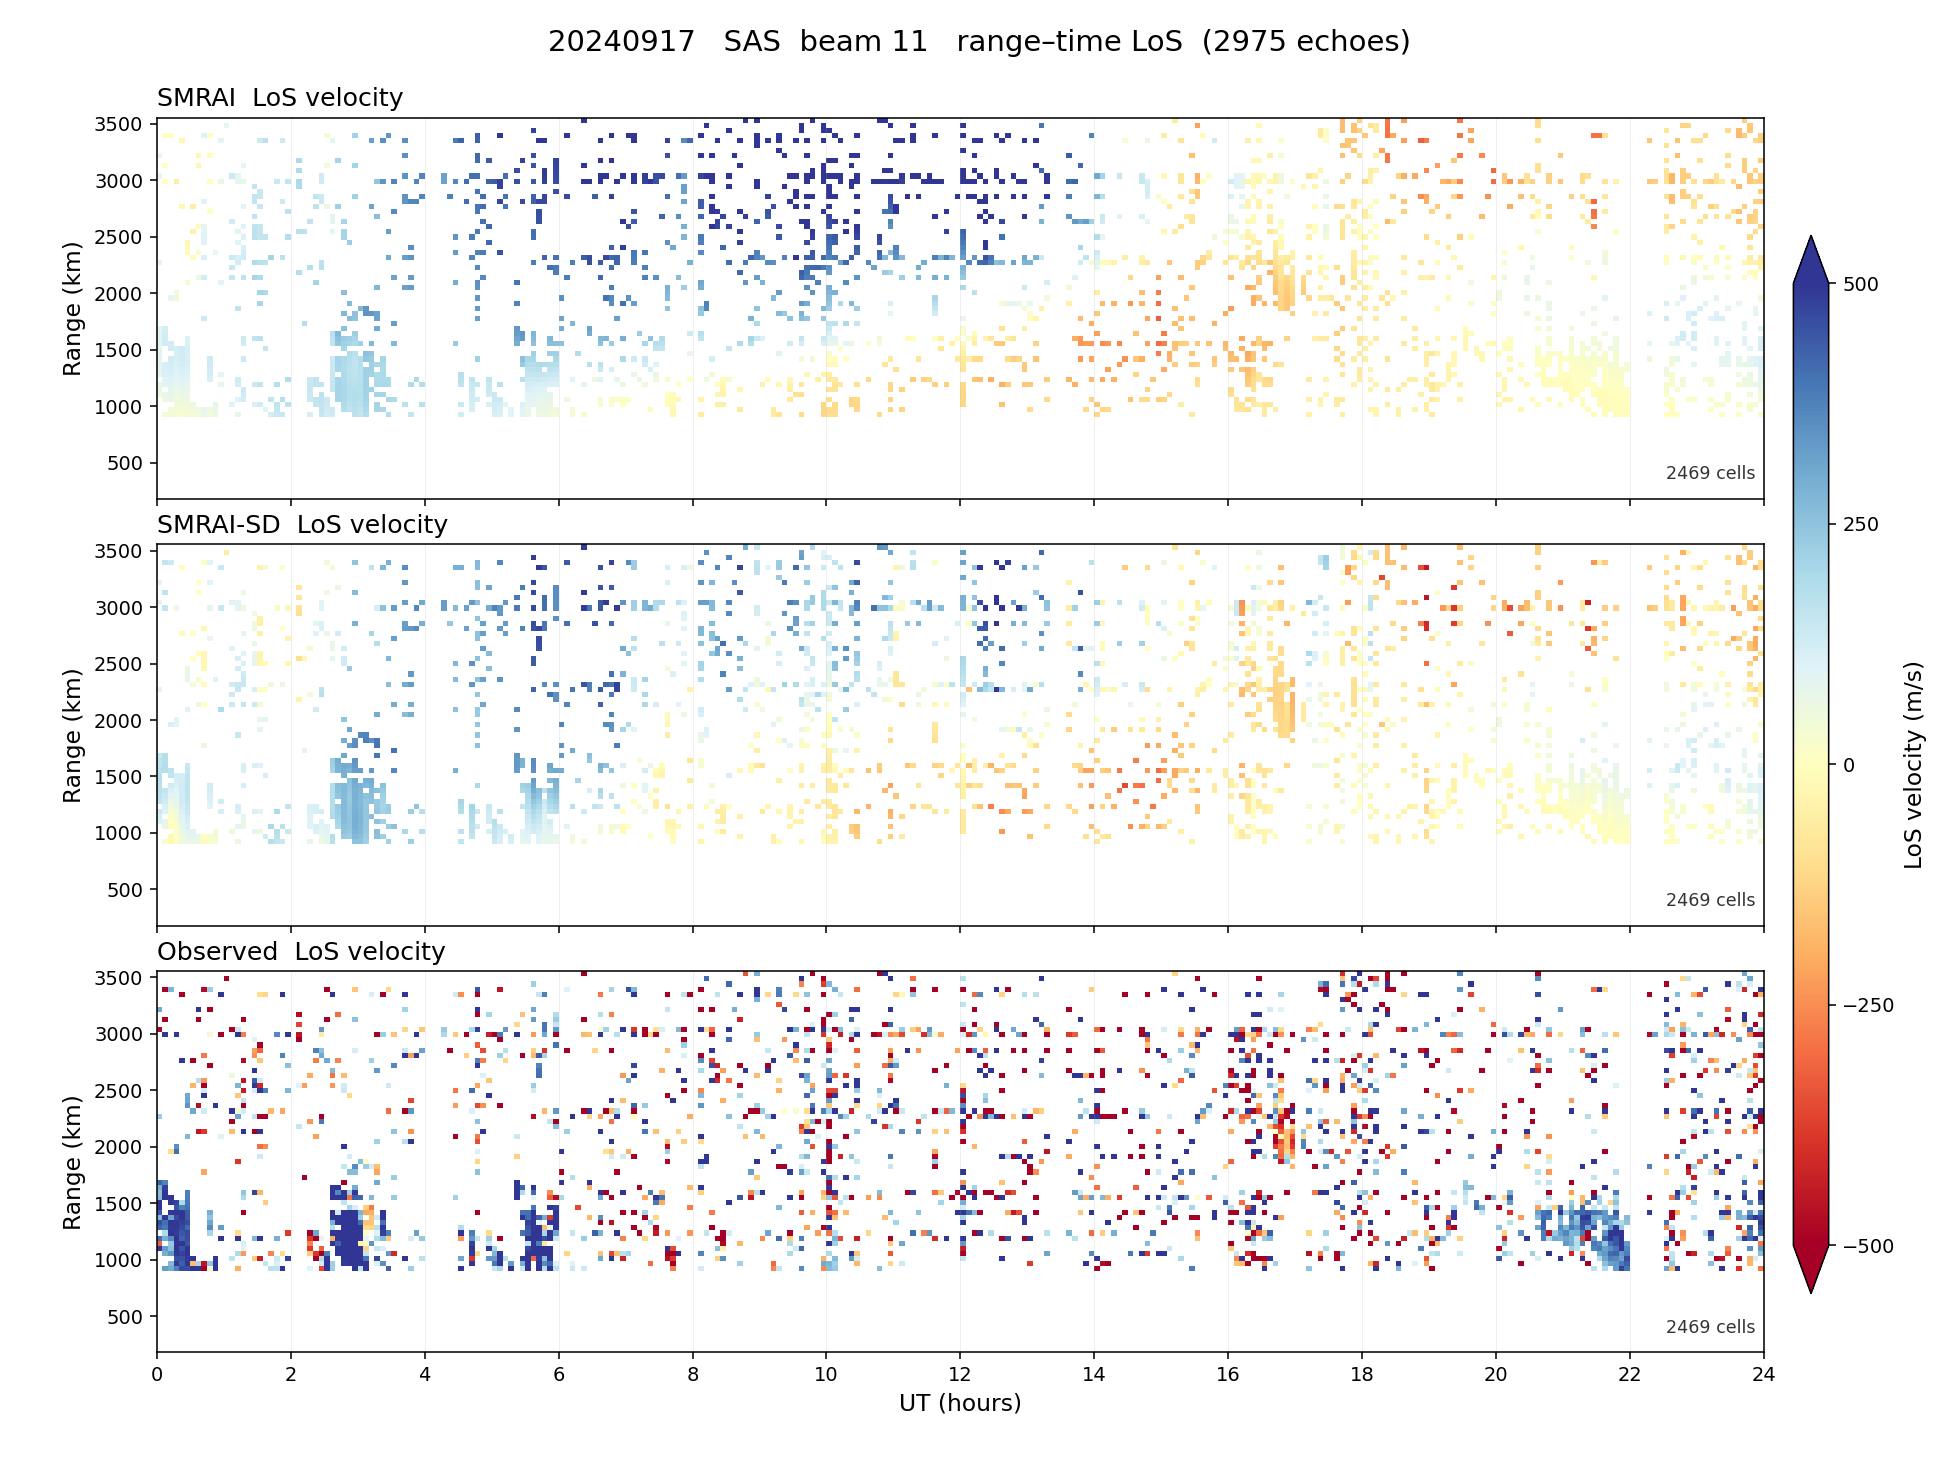 20240917   SAS  beam 11   range–time LoS  (2975 echoes)
SMRAI  LoS velocity
3500
3000
2500
2000
1500
1000
500
Range (km)
2469 cells
SMRAI-SD  LoS velocity
3500
3000
2500
2000
1500
1000
500
Range (km)
2469 cells
Observed  LoS velocity
3500
3000
2500
2000
1500
1000
500
Range (km)
2469 cells
0 2 4 6 8 10 12 14 16 18 20 22 24
UT (hours)
500
250
0
−250
−500
LoS velocity (m/s)